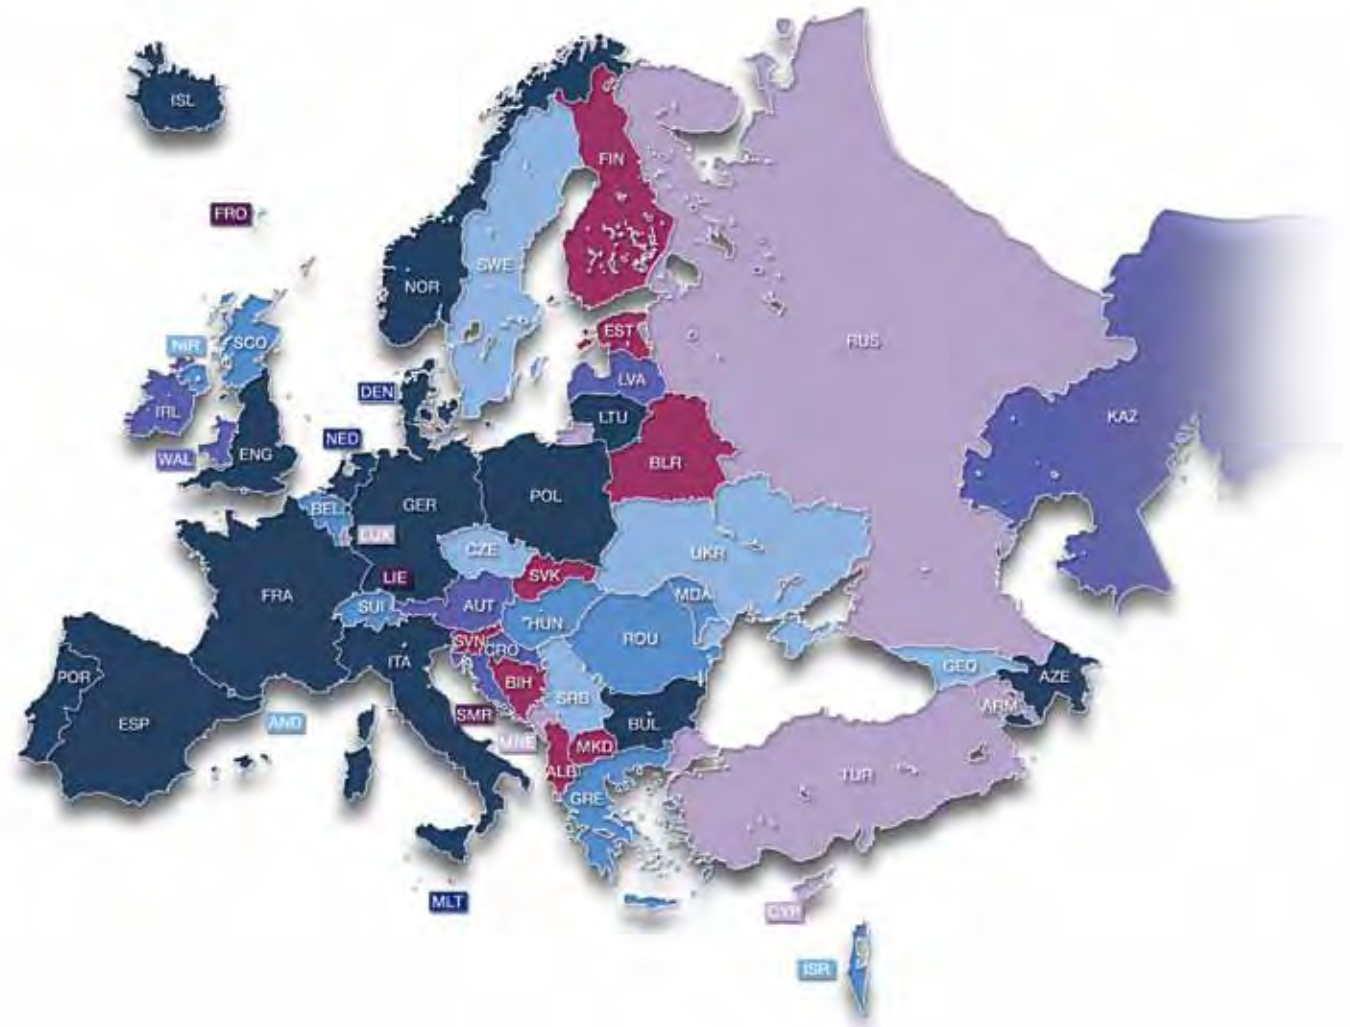 ISL
FRO
FIN
SWE
NOR
NIR
SCO
EST
RUS
LVA
DEN
IRL
LTU
KAZ
NED
WAL
ENG
BLR
POL
GER
BEL
LUX
CZE
UKR
LIE
SVK
FRA
MDA
SUI
AUT
HUN
ROU
SVN
CRO
ITA
GEO
POR
AZE
BIH
SRB
ARM
SMR
ESP
AND
BUL
MNE
MKD
ALB
TUR
GRE
MLT
CYP
ISR